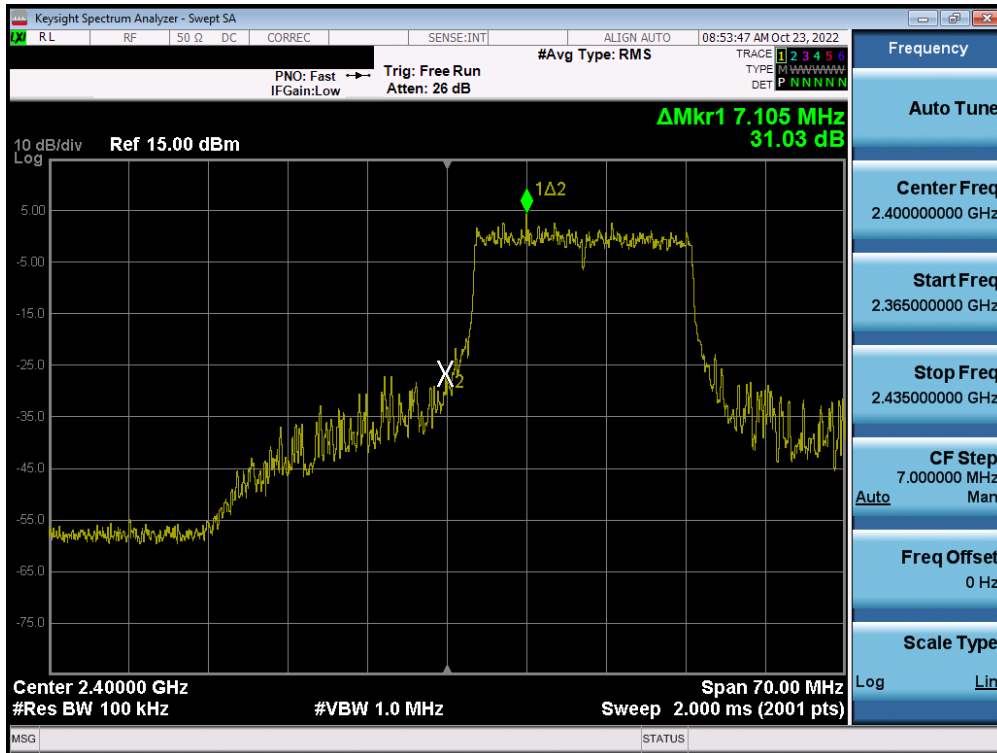 Keysight Spectrum Analyzer - Swept SA
LXI RL RF 50 Ω DC CORREC SENSE:INT ALIGN AUTO 08:53:47 AM Oct 23, 2022
#Avg Type: RMS
PNO: Fast Trig: Free Run
IFGain:Low Atten: 26 dB
TRACE 1 2 3 4 5 6
TYPE M WWWWW
DET P N N N N N
ΔMkr1 7.105 MHz
31.03 dB
10 dB/div Ref 15.00 dBm
Log
1Δ2
5.00
-5.00
-15.0
-25.0
2
-35.0
-45.0
-55.0
-65.0
-75.0
Center 2.40000 GHz Span 70.00 MHz
#Res BW 100 kHz #VBW 1.0 MHz Sweep 2.000 ms (2001 pts)
MSG STATUS
Frequency
Auto Tune
Center Freq
2.400000000 GHz
Start Freq
2.365000000 GHz
Stop Freq
2.435000000 GHz
CF Step
7.000000 MHz
Auto Man
Freq Offset
0 Hz
Scale Type
Log Lin